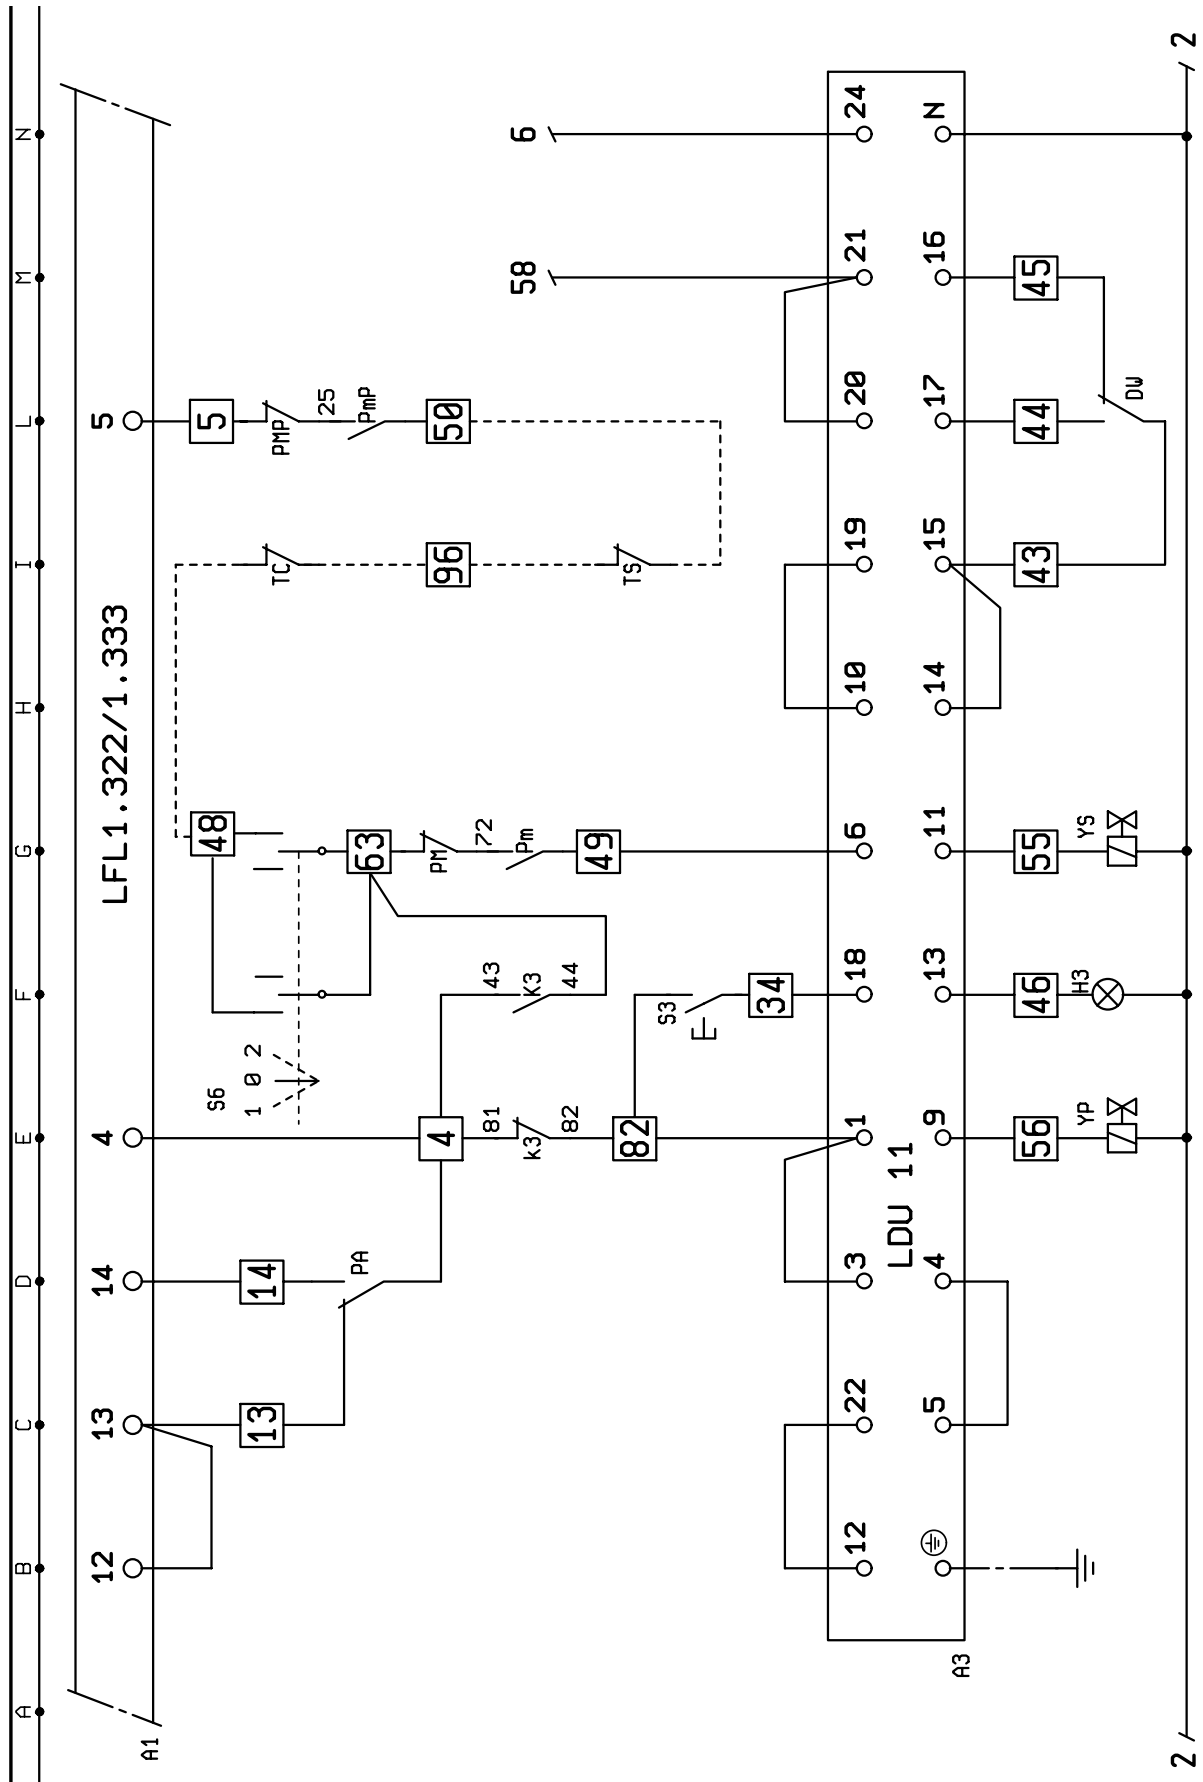 A B C D E F G H I L M N
A1
LFL1.322/1.333
12 13 14 4 5
13 14 48 5
S6
1 0 2
PA
TC
PMP
25
PmP
63
4
96
50
PM
72
Pm
81
k3
82
43
K3
44
49
58
6
82
S3
34
TS
12 22 3 1 18 6 10 19 20 21 24
LDU 11
5 4 9 13 11 14 15 17 16 N
A3
56 46 55 43 44 45
YP
H3
YS
DW
2 2